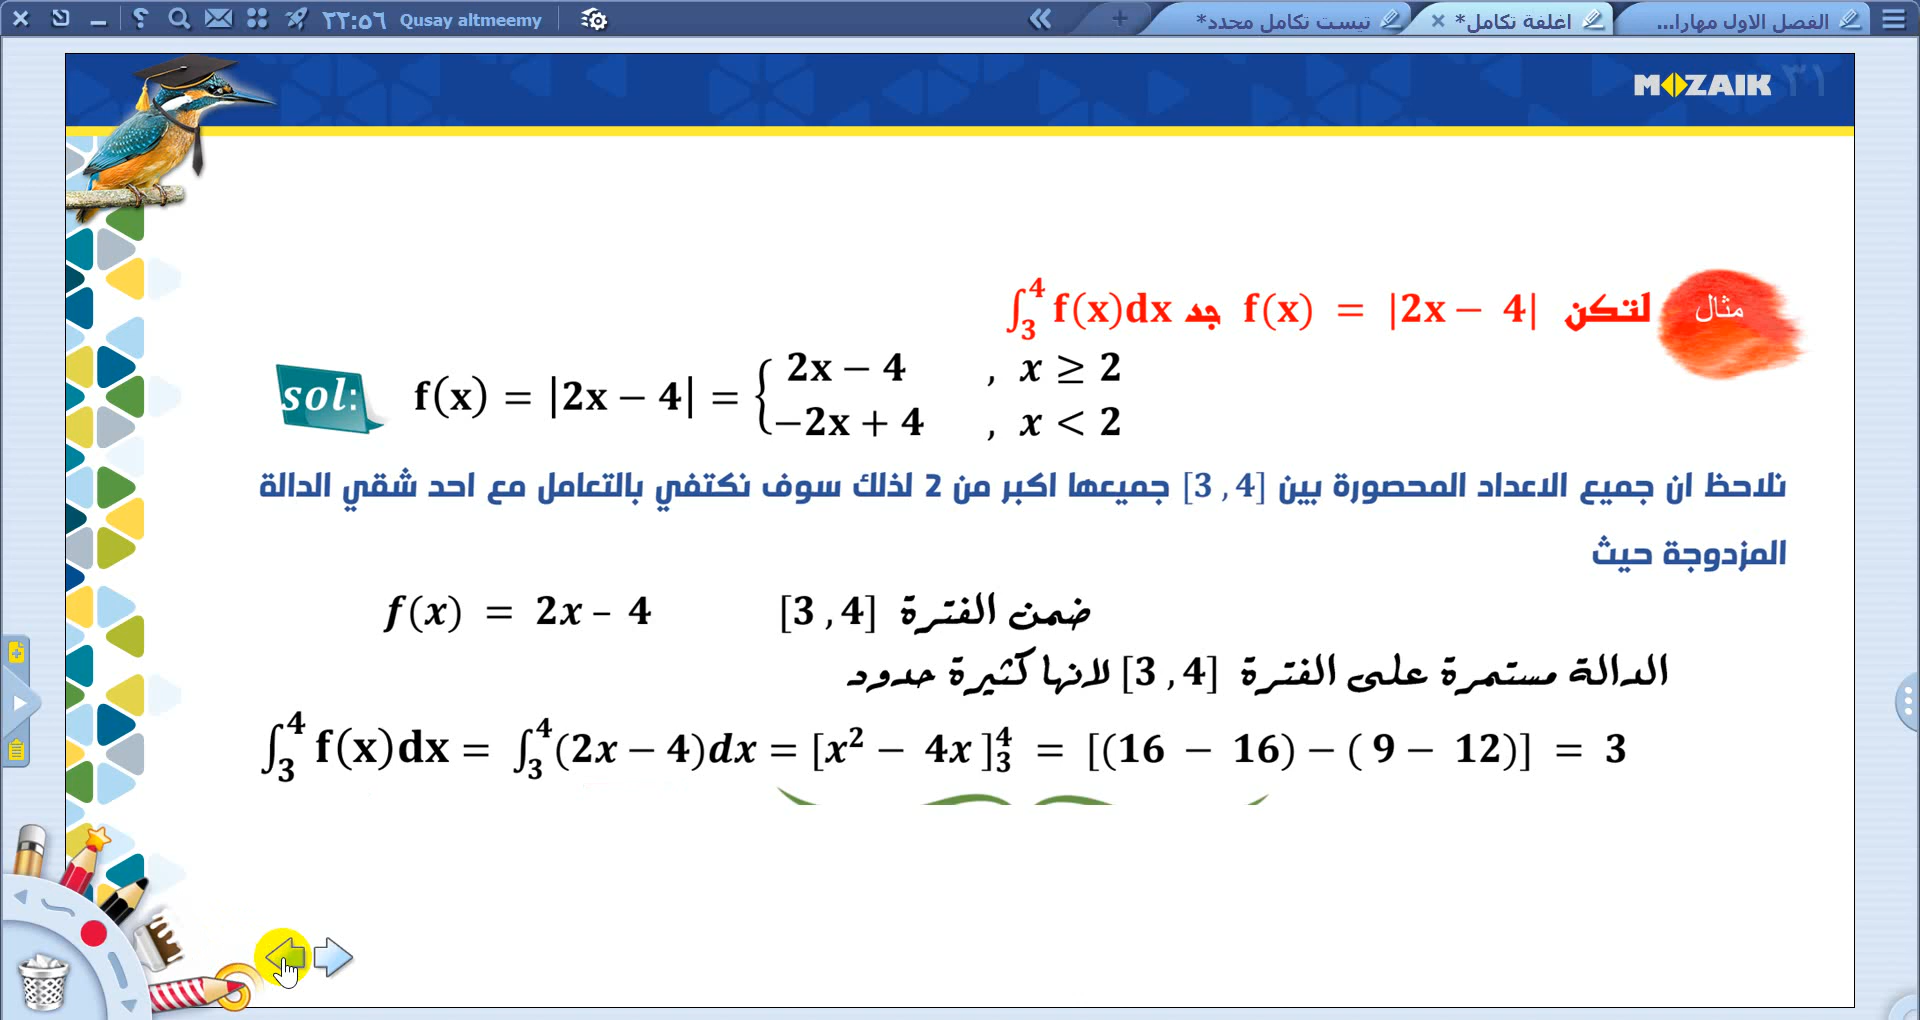 ٢٢:٥٦ Qusay altmeemy
تيست تكامل محدد*
اغلفة تكامل*
الفصل الاول مهارا...
MOZAIK ٣١
مثال
لتكن f(x) = |2x − 4| جد ∫₃⁴ f(x)dx
sol: f(x) = |2x − 4| = { 2x − 4 , x ≥ 2
−2x + 4 , x < 2
نلاحظ ان جميع الاعداد المحصورة بين [3 , 4] جميعها اكبر من 2 لذلك سوف نكتفي بالتعامل مع احد شقي الدالة
المزدوجة حيث
f(x) = 2x – 4 ضمن الفترة [3 , 4]
الدالة مستمرة على الفترة [3 , 4] لانها كثيرة حدود
∫₃⁴ f(x)dx = ∫₃⁴ (2x − 4)dx = [x² − 4x]₃⁴ = [(16 − 16) − (9 − 12)] = 3